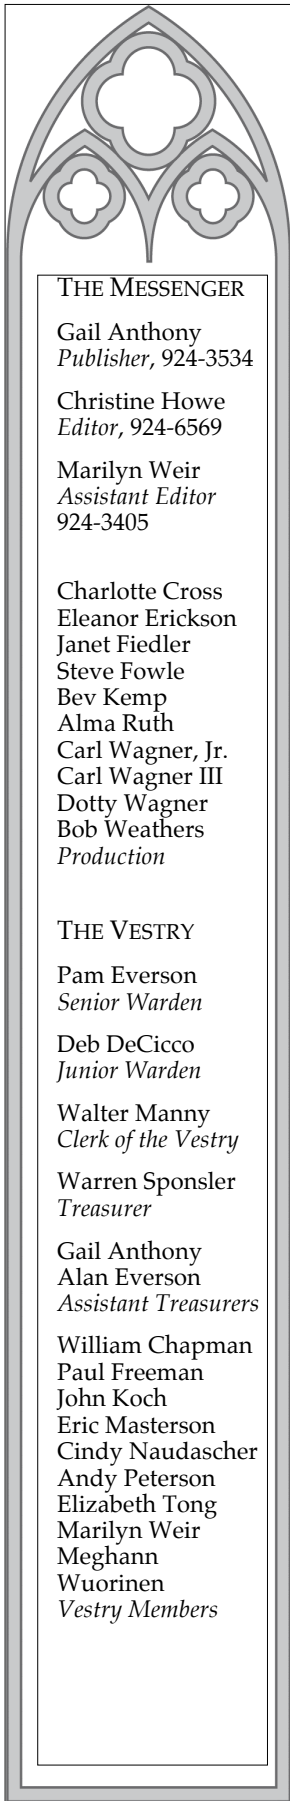 THE MESSENGER
Gail Anthony
Publisher, 924-3534
Christine Howe
Editor, 924-6569
Marilyn Weir
Assistant Editor
924-3405
Charlotte Cross
Eleanor Erickson
Janet Fiedler
Steve Fowle
Bev Kemp
Alma Ruth
Carl Wagner, Jr.
Carl Wagner III
Dotty Wagner
Bob Weathers
Production
THE VESTRY
Pam Everson
Senior Warden
Deb DeCicco
Junior Warden
Walter Manny
Clerk of the Vestry
Warren Sponsler
Treasurer
Gail Anthony
Alan Everson
Assistant Treasurers
William Chapman
Paul Freeman
John Koch
Eric Masterson
Cindy Naudascher
Andy Peterson
Elizabeth Tong
Marilyn Weir
Meghann
Wuorinen
Vestry Members